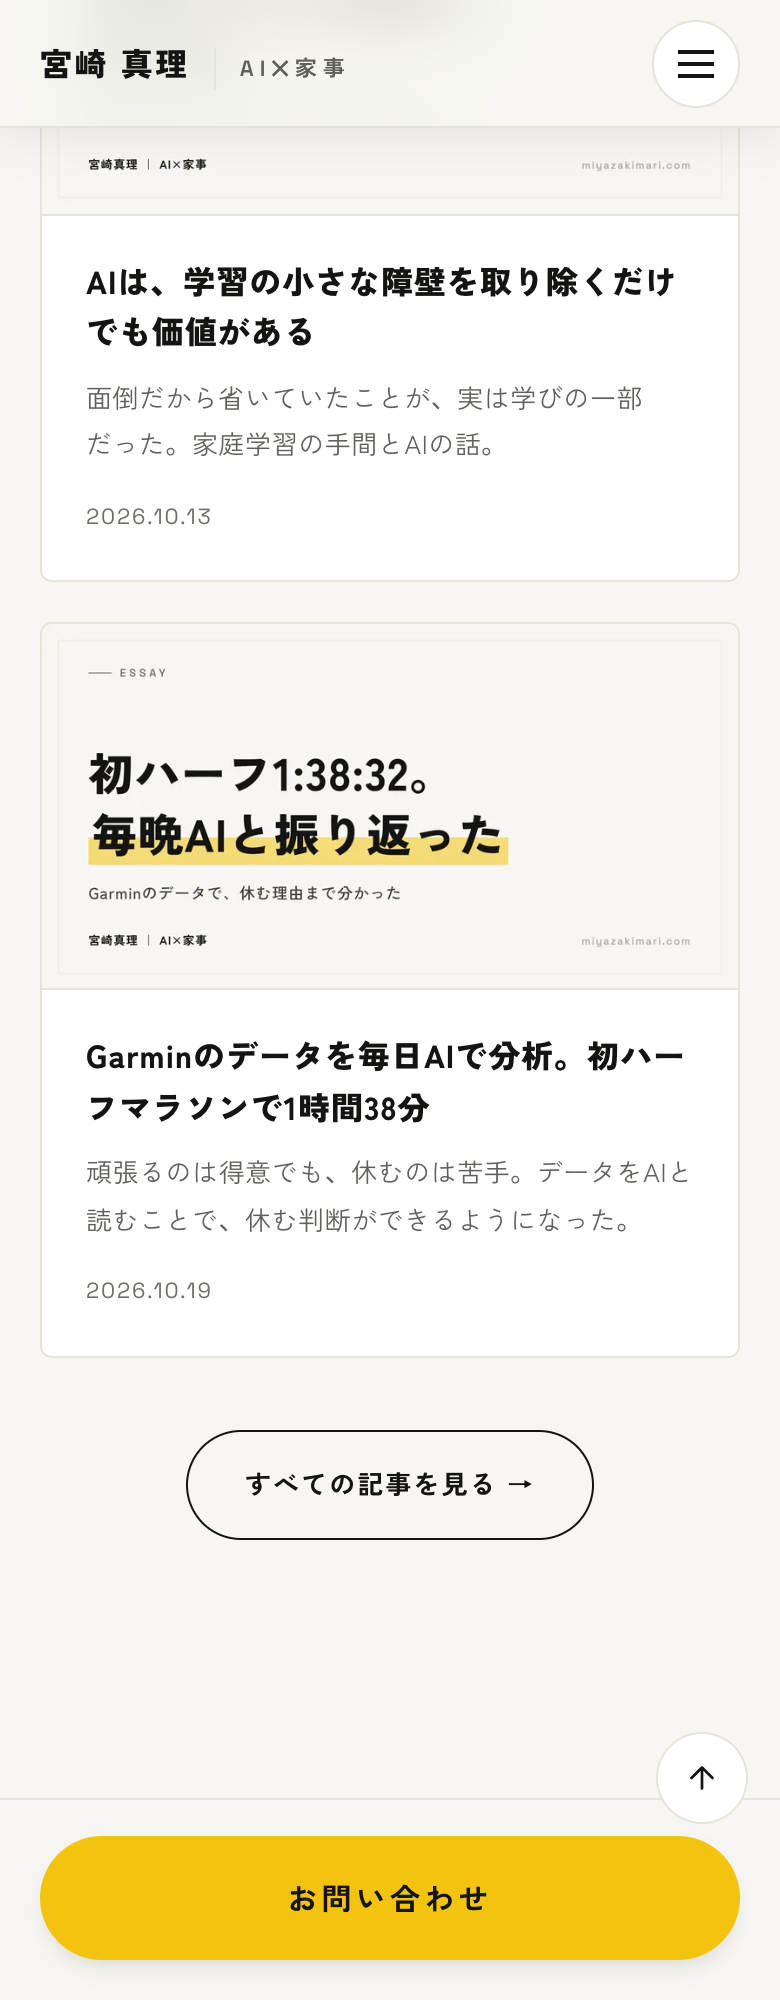 宮崎 真理 AI×家事
宮崎真理 | AI×家事 miyazakimari.com
AIは、学習の小さな障壁を取り除くだけ
でも価値がある
面倒だから省いていたことが、実は学びの一部
だった。家庭学習の手間とAIの話。
2026.10.13
ESSAY
初ハーフ1:38:32。
毎晩AIと振り返った
Garminのデータで、休む理由まで分かった
宮崎真理 | AI×家事 miyazakimari.com
Garminのデータを毎日AIで分析。初ハー
フマラソンで1時間38分
頑張るのは得意でも、休むのは苦手。データをAIと
読むことで、休む判断ができるようになった。
2026.10.19
すべての記事を見る →
お問い合わせ